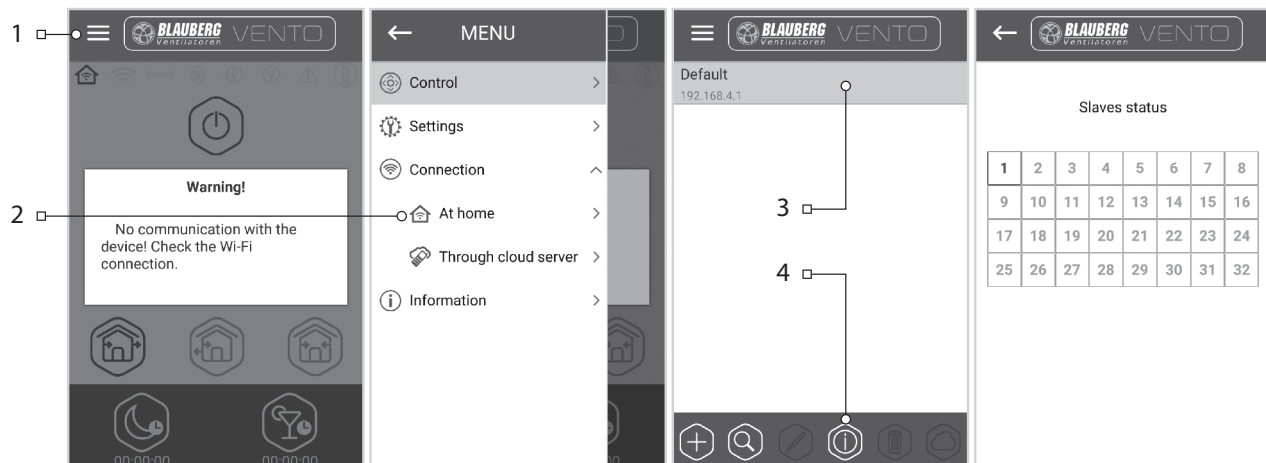 1
BLAUBERG VENTO
Ventilatoren
boost
Warning!
No communication with the
device! Check the Wi-Fi
connection.
00:00:00 00:00:00
MENU
Control
Settings
Connection
2
At home
Through cloud server
Information
BLAUBERG VENTO
Ventilatoren
Default
192.168.4.1
3
4
BLAUBERG VENTO
Ventilatoren
Slaves status
1 2 3 4 5 6 7 8
9 10 11 12 13 14 15 16
17 18 19 20 21 22 23 24
25 26 27 28 29 30 31 32